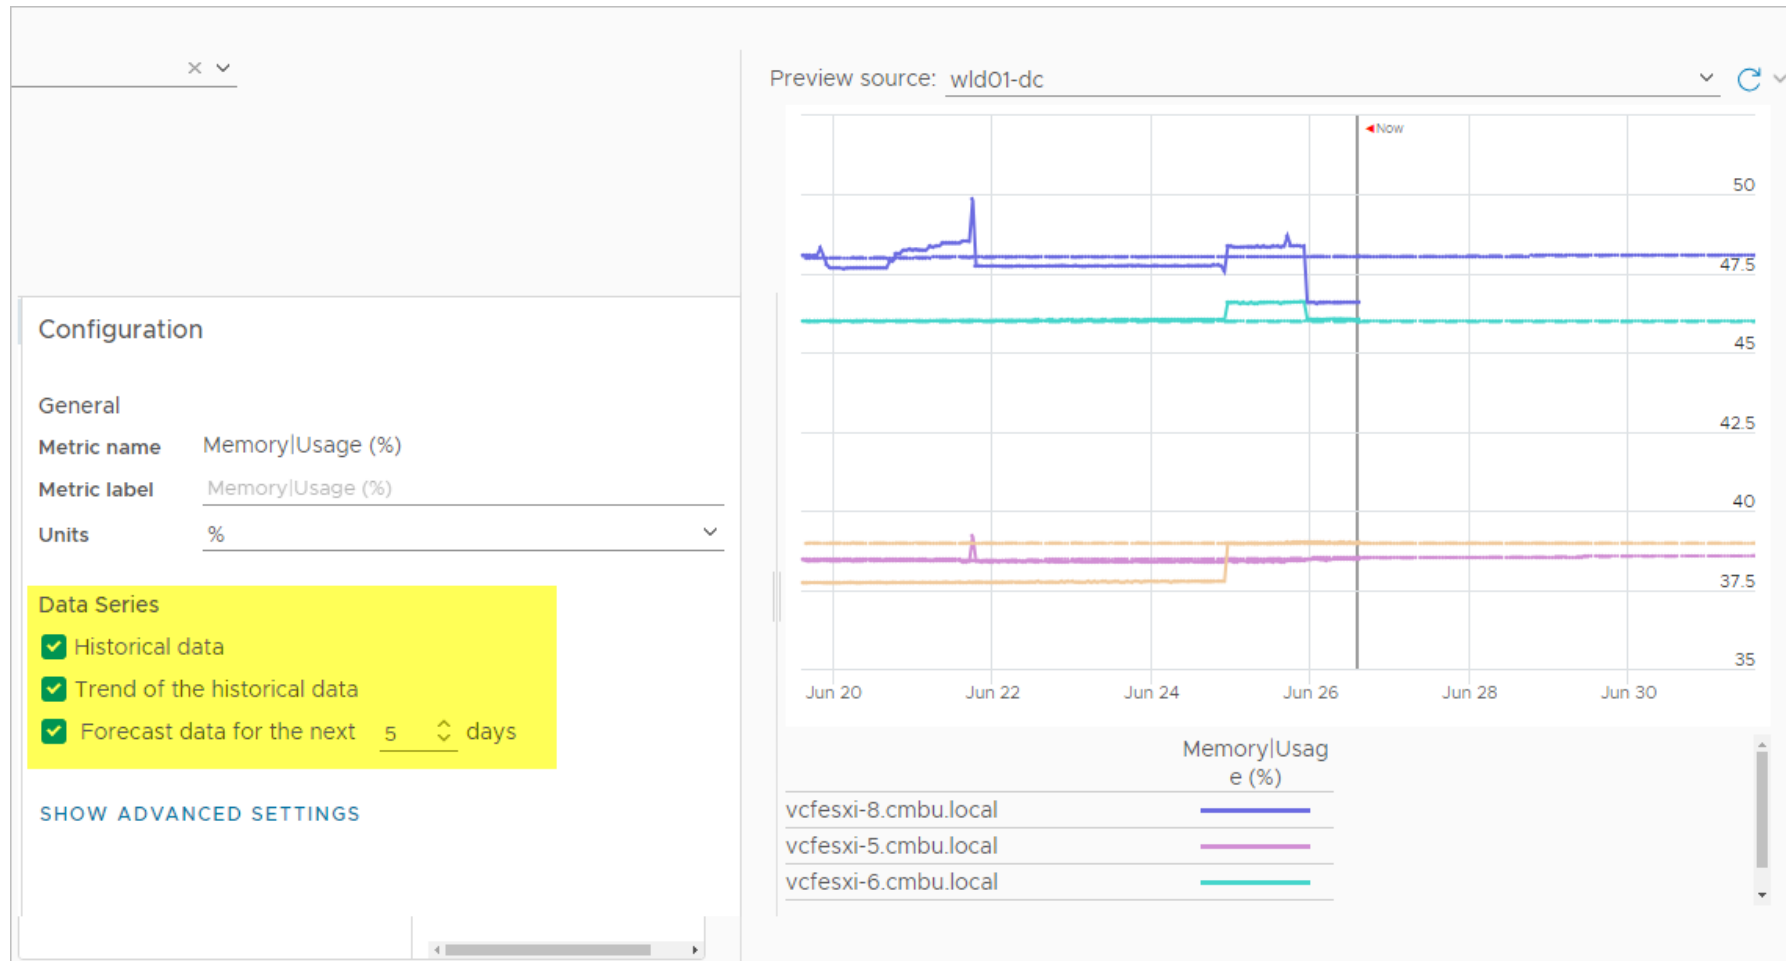 Preview source: wld01-dc
Now
50
47.5
45
42.5
40
37.5
35
Jun 20 Jun 22 Jun 24 Jun 26 Jun 28 Jun 30
Memory|Usag
e (%)
vcfesxi-8.cmbu.local
vcfesxi-5.cmbu.local
vcfesxi-6.cmbu.local
Configuration
General
Metric name Memory|Usage (%)
Metric label Memory|Usage (%)
Units %
Data Series
Historical data
Trend of the historical data
Forecast data for the next 5 days
SHOW ADVANCED SETTINGS